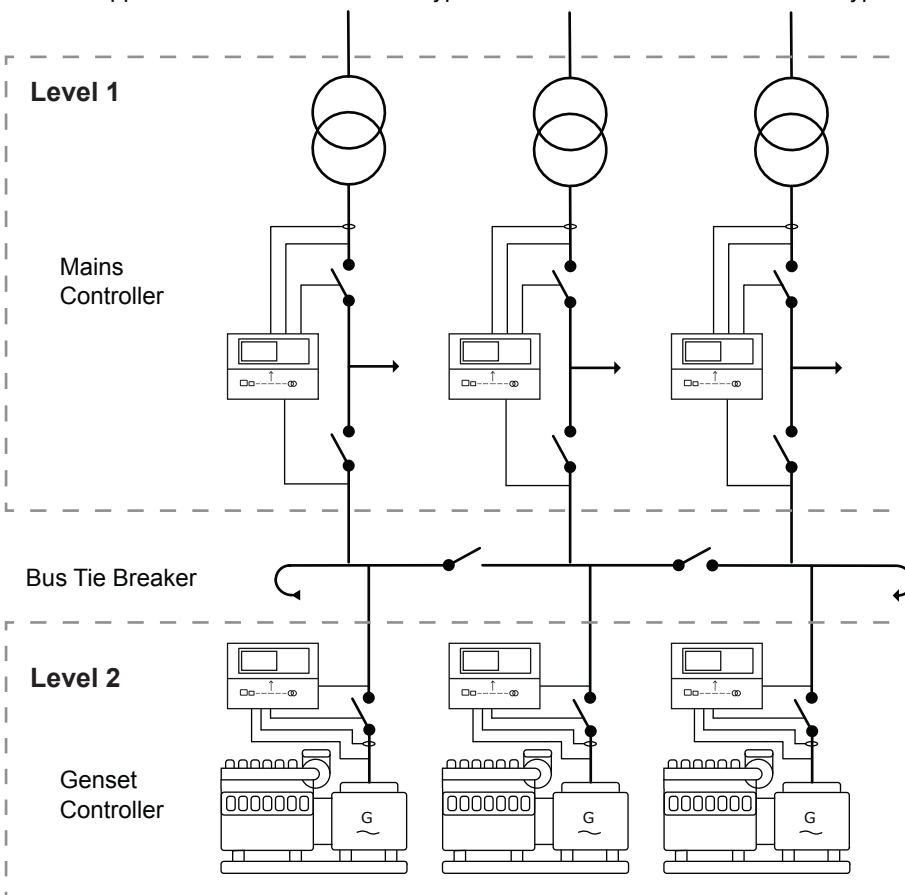 Level 1
Mains
Controller
Bus Tie Breaker
Level 2
Genset
Controller
G
G
G